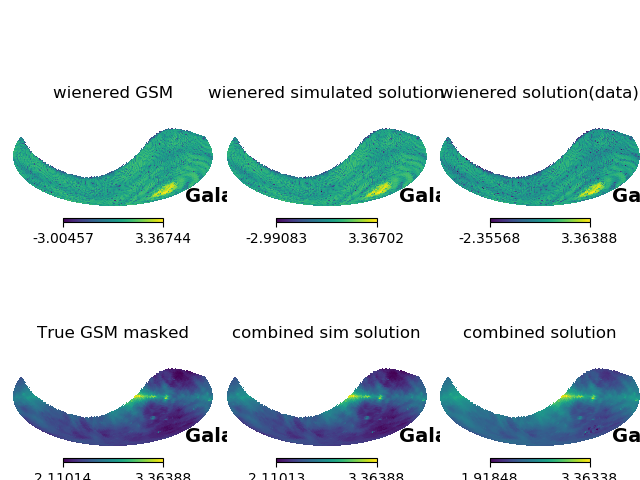 wienered GSM wienered simulated solution wienered solution(data)
Gala Gala Ga
-3.00457 3.36744 -2.99083 3.36702 -2.35568 3.36388
True GSM masked combined sim solution combined solution
Gala Gala Ga
2.11014 3.36388 2.11013 3.36388 1.91848 3.36338